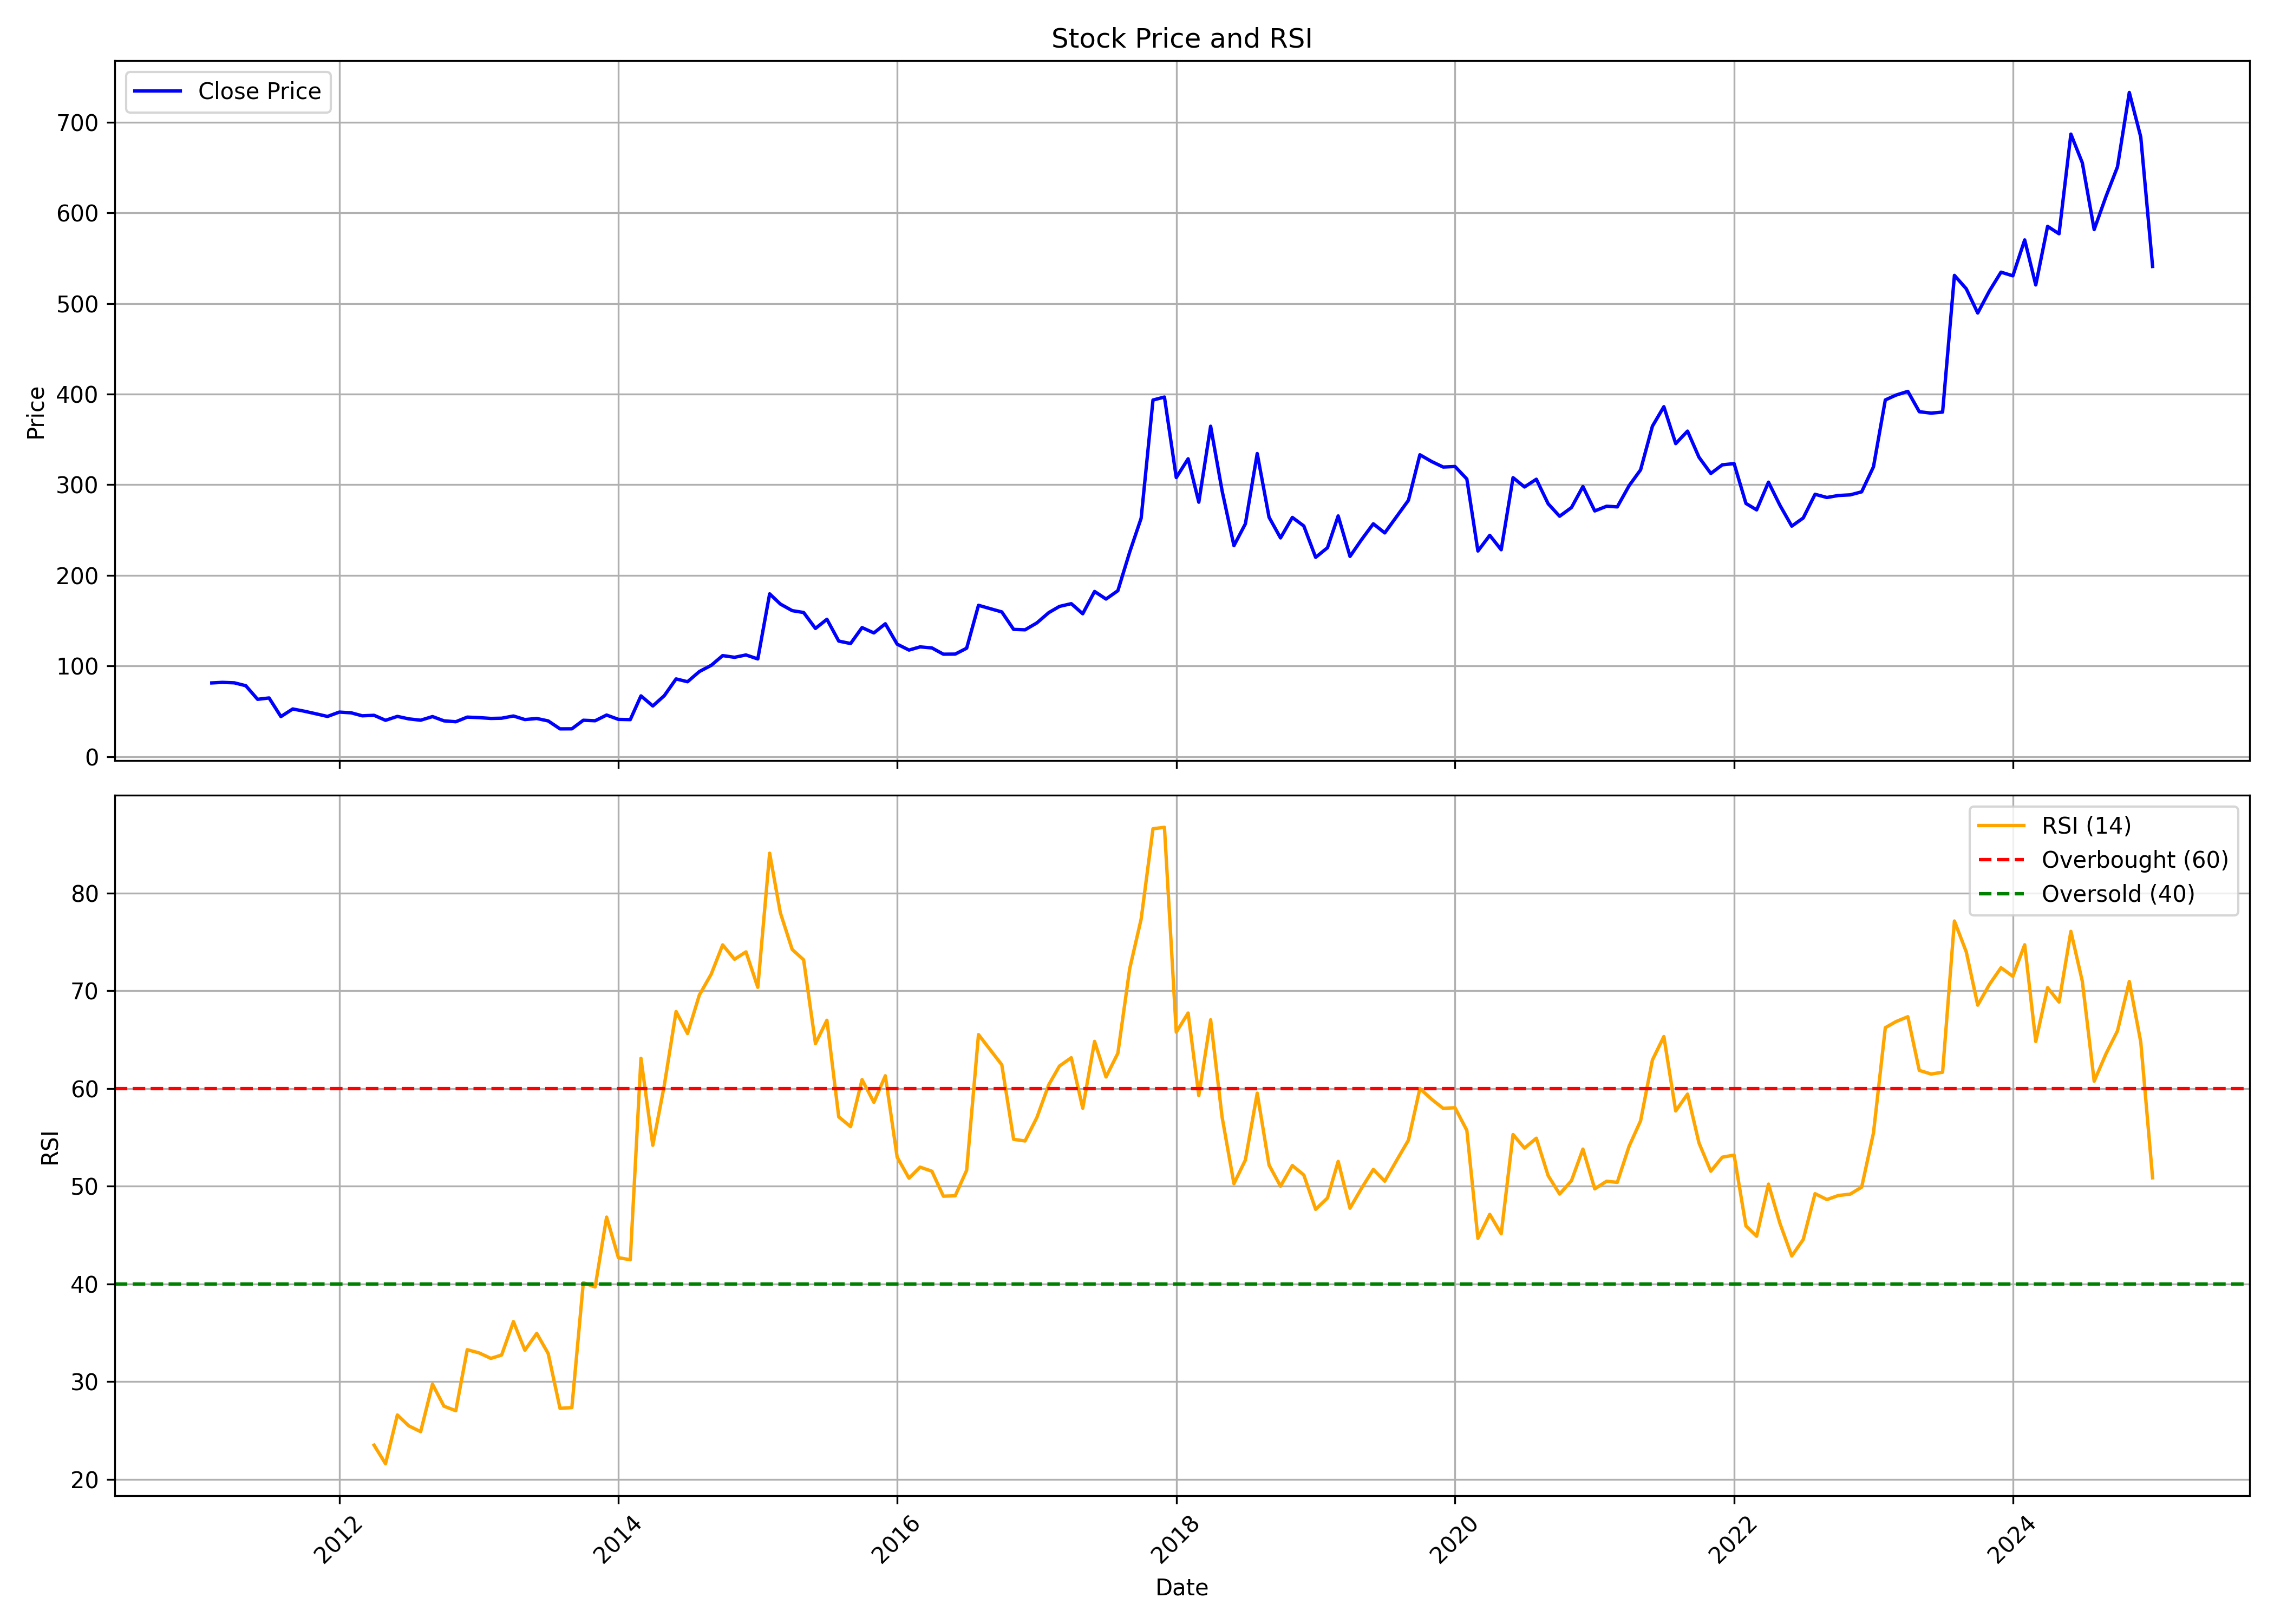 Stock Price and RSI
Close Price
700
600
500
400
300
200
100
0
Price
RSI (14)
Overbought (60)
Oversold (40)
80
70
60
50
40
30
20
RSI
2012
2014
2016
2018
2020
2022
2024
Date